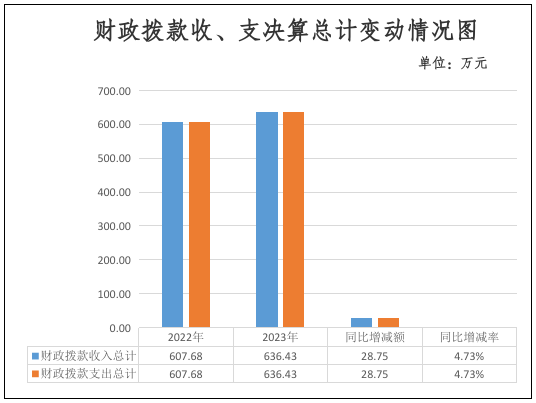 财政拨款收、支决算总计变动情况图
单位：万元
700.00
600.00
500.00
400.00
300.00
200.00
100.00
0.00
2022年 2023年 同比增减额 同比增减率
财政拨款收入总计 607.68 636.43 28.75 4.73%
财政拨款支出总计 607.68 636.43 28.75 4.73%